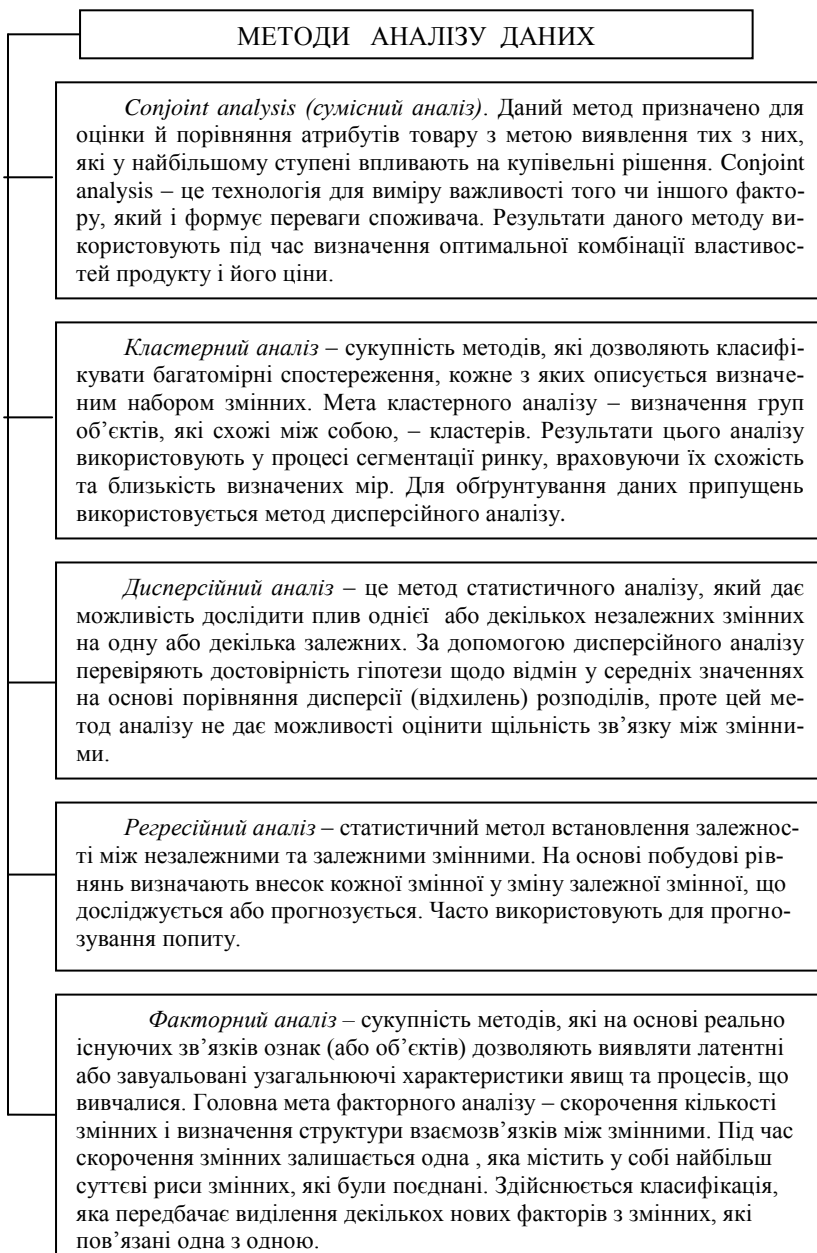 МЕТОДИ АНАЛІЗУ ДАНИХ
Conjoint analysis (сумісний аналіз). Даний метод призначено для
оцінки й порівняння атрибутів товару з метою виявлення тих з них,
які у найбільшому ступені впливають на купівельні рішення. Conjoint
analysis – це технологія для виміру важливості того чи іншого факто-
ру, який і формує переваги споживача. Результати даного методу ви-
користовують під час визначення оптимальної комбінації властивос-
тей продукту і його ціни.
Кластерний аналіз – сукупність методів, які дозволяють класифі-
кувати багатомірні спостереження, кожне з яких описується визначе-
ним набором змінних. Мета кластерного аналізу – визначення груп
об’єктів, які схожі між собою, – кластерів. Результати цього аналізу
використовують у процесі сегментації ринку, враховуючи їх схожість
та близькість визначених мір. Для обґрунтування даних припущень
використовується метод дисперсійного аналізу.
Дисперсійний аналіз – це метод статистичного аналізу, який дає
можливість дослідити плив однієї або декількох незалежних змінних
на одну або декілька залежних. За допомогою дисперсійного аналізу
перевіряють достовірність гіпотези щодо відмін у середніх значеннях
на основі порівняння дисперсії (відхилень) розподілів, проте цей ме-
тод аналізу не дає можливості оцінити щільність зв’язку між змінни-
ми.
Регресійний аналіз – статистичний метол встановлення залежнос-
ті між незалежними та залежними змінними. На основі побудові рів-
нянь визначають внесок кожної змінної у зміну залежної змінної, що
досліджується або прогнозується. Часто використовують для прогно-
зування попиту.
Факторний аналіз – сукупність методів, які на основі реально
існуючих зв’язків ознак (або об’єктів) дозволяють виявляти латентні
або завуальовані узагальнюючі характеристики явищ та процесів, що
вивчалися. Головна мета факторного аналізу – скорочення кількості
змінних і визначення структури взаємозв’язків між змінними. Під час
скорочення змінних залишається одна , яка містить у собі найбільш
суттєві риси змінних, які були поєднані. Здійснюється класифікація,
яка передбачає виділення декількох нових факторів з змінних, які
пов’язані одна з одною.